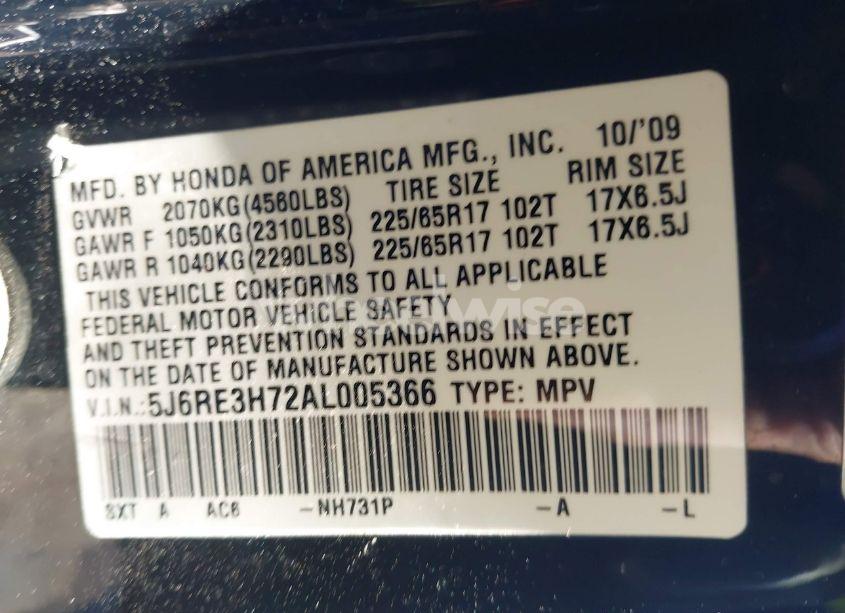 MFD. BY HONDA OF AMERICA MFG., INC. 10/'09
GVWR 2070KG(4560LBS) TIRE SIZE RIM SIZE
GAWR F 1050KG(2310LBS) 225/65R17 102T 17X6.5J
GAWR R 1040KG(2290LBS) 225/65R17 102T 17X6.5J
THIS VEHICLE CONFORMS TO ALL APPLICABLE
FEDERAL MOTOR VEHICLE SAFETY
AND THEFT PREVENTION STANDARDS IN EFFECT
ON THE DATE OF MANUFACTURE SHOWN ABOVE.
V.I.N.:5J6RE3H72AL005366 TYPE: MPV
SXT A AC6 -NH731P -A -L